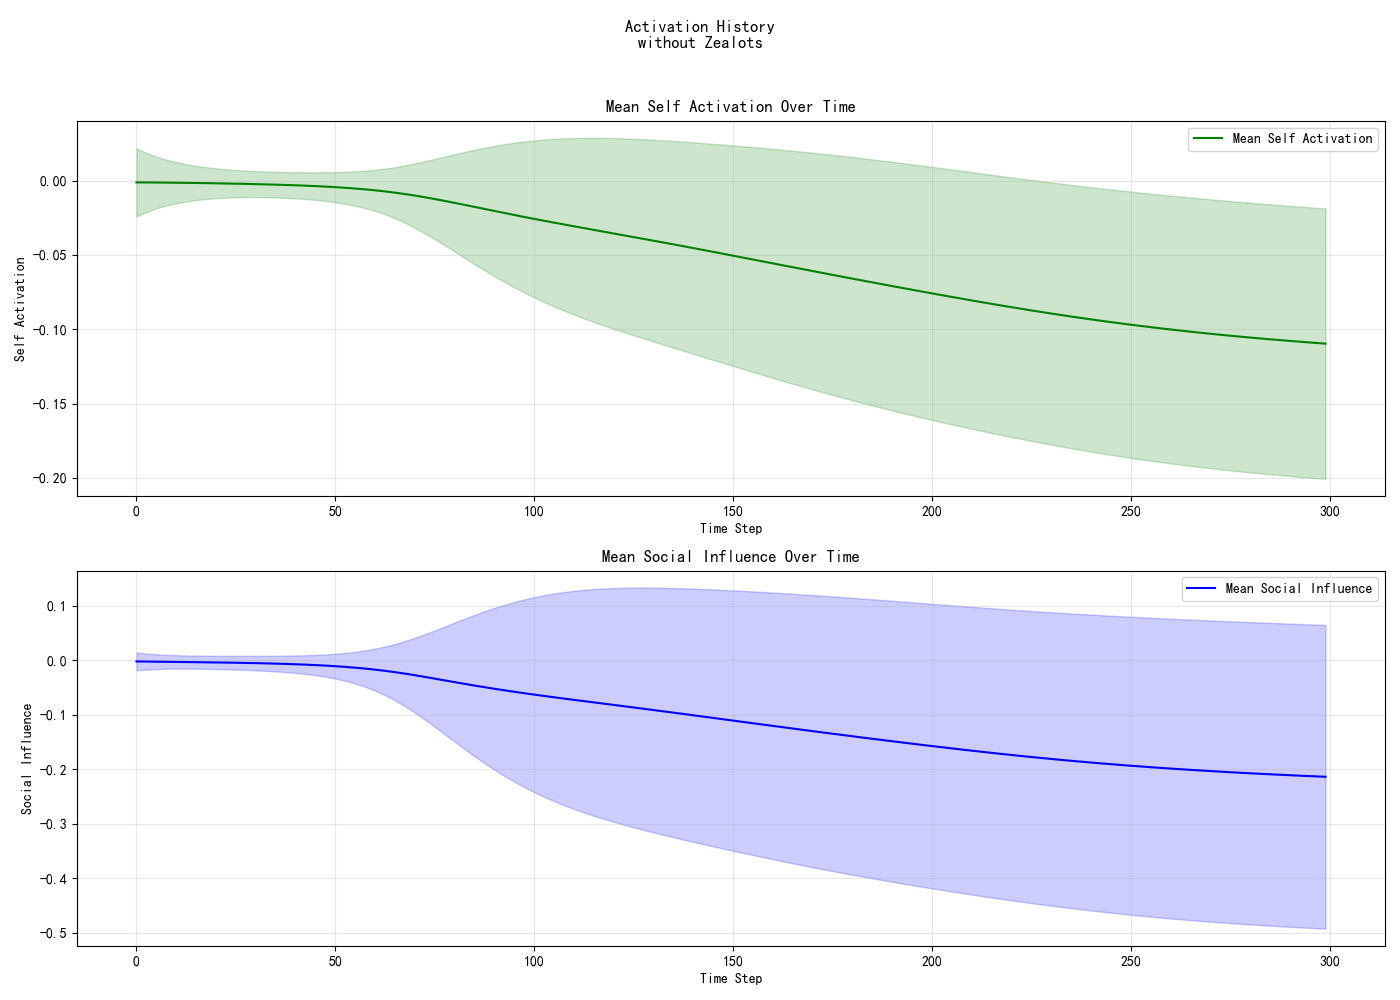 Activation History
without Zealots
Mean Self Activation Over Time
Mean Self Activation
0.00
−0.05
−0.10
−0.15
−0.20
Self Activation
0 50 100 150 200 250 300
Time Step
Mean Social Influence Over Time
Mean Social Influence
0.1
0.0
−0.1
−0.2
−0.3
−0.4
−0.5
Social Influence
0 50 100 150 200 250 300
Time Step